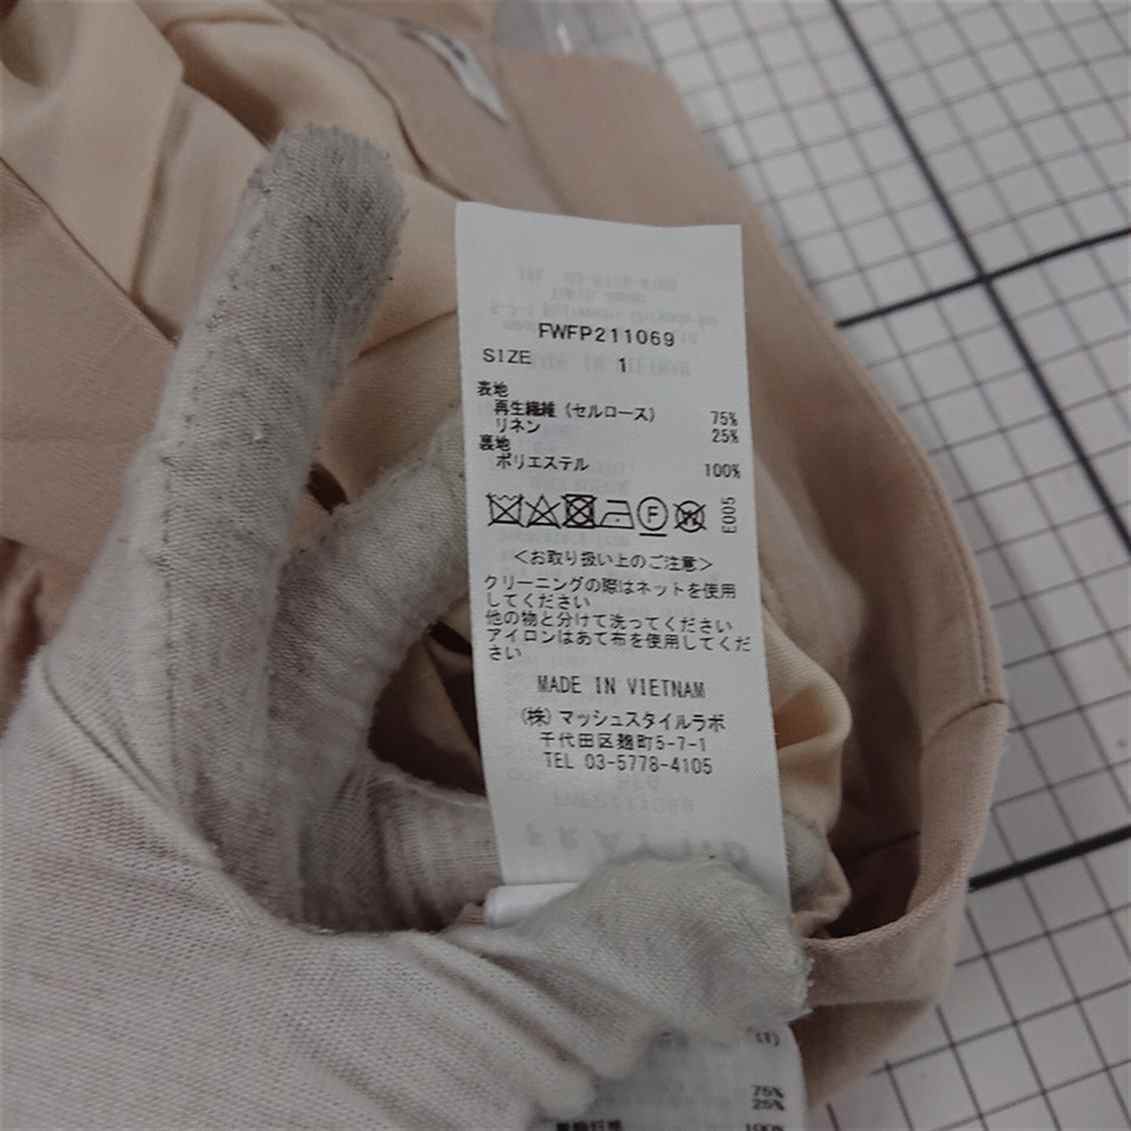 FWFP211069
SIZE 1
表地
再生繊維 (セルロース) 75%
リネン 25%
裏地
ポリエステル 100%
F W E005
<お取り扱い上のご注意>
クリーニングの際はネットを使用
してください
他の物と分けて洗ってください
アイロンはあて布を使用してくだ
さい
MADE IN VIETNAM
(株)マッシュスタイルラボ
千代田区麹町5-7-1
TEL 03-5778-4105
75%
25%
100%